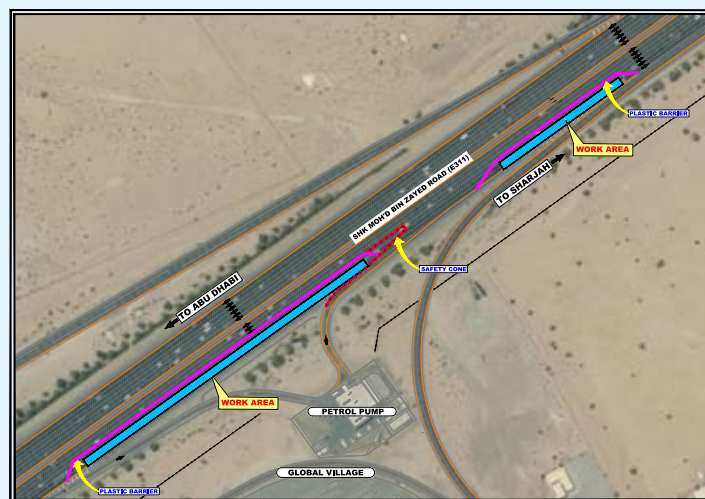 PLASTIC BARRIER
WORK AREA
TO SHARJAH
SHK MOH'D BIN ZAYED ROAD (E311)
SAFETY CONE
TO ABU DHABI
WORK AREA
PETROL PUMP
GLOBAL VILLAGE
PLASTIC BARRIER